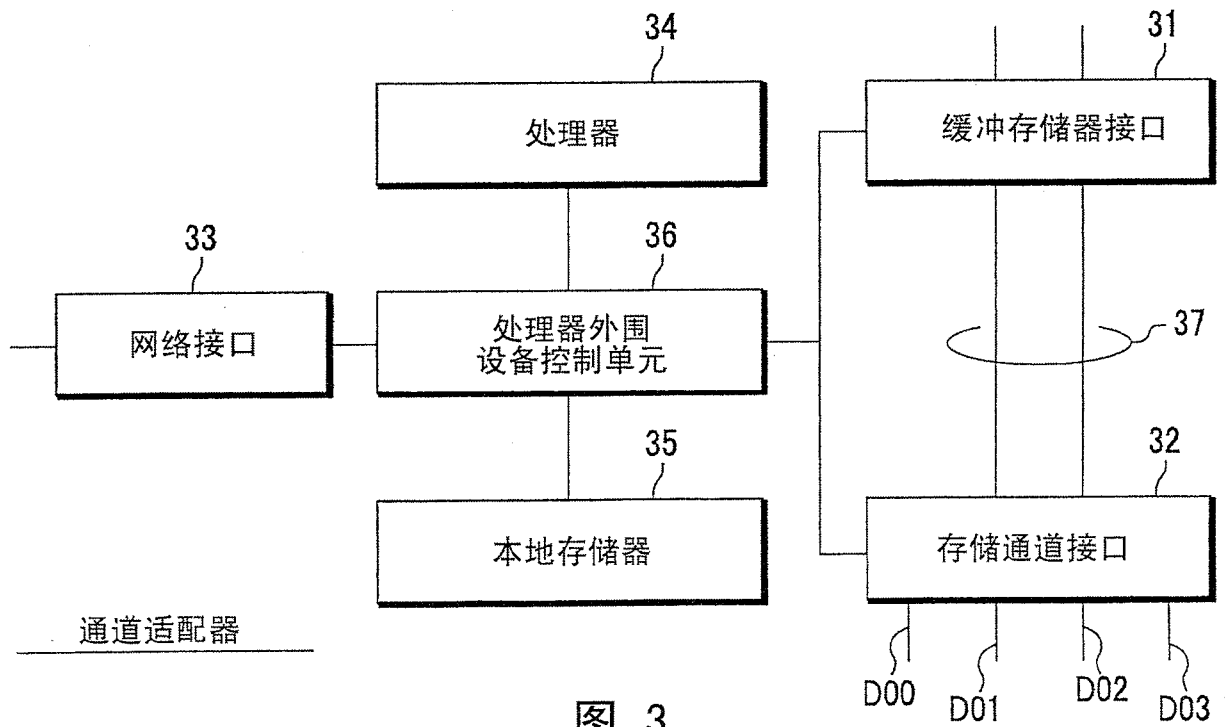 34
处理器
31
缓冲存储器接口
33
网络接口
36
处理器外围
设备控制单元
37
35
本地存储器
32
存储通道接口
通道适配器
D00
D01
D02
D03
图 3